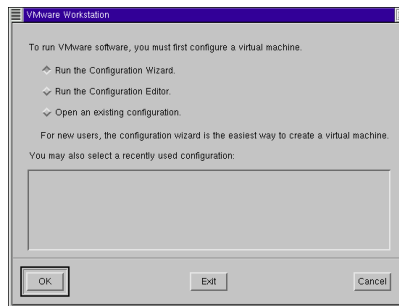 VMware Workstation
To run VMware software, you must first configure a virtual machine.
Run the Configuration Wizard.
Run the Configuration Editor.
Open an existing configuration.
For new users, the configuration wizard is the easiest way to create a virtual machine.
You may also select a recently used configuration:
OK Exit Cancel